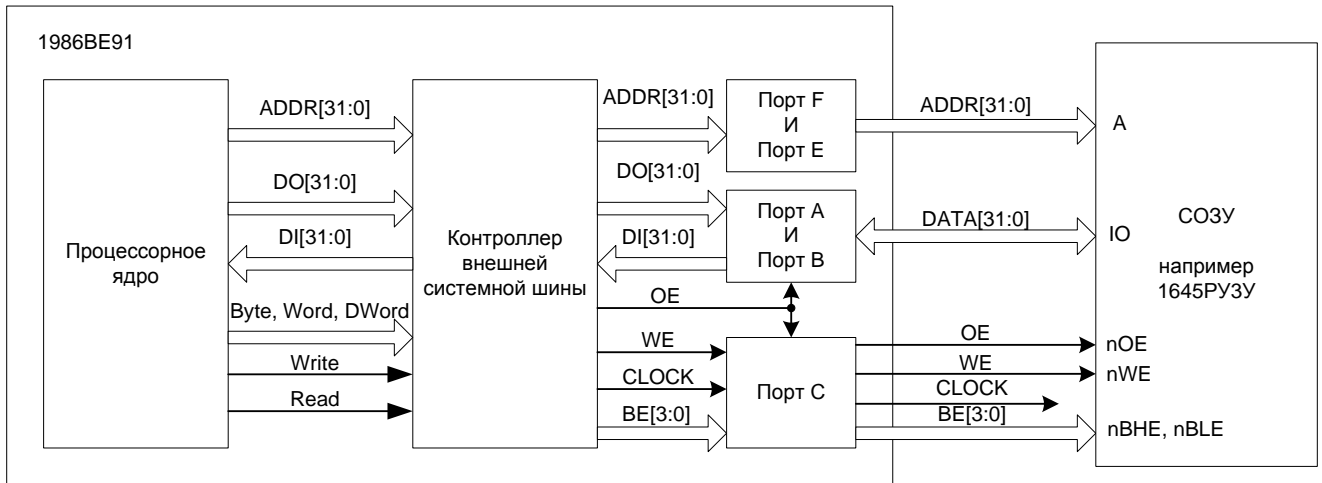 1986ВЕ91
Процессорное
ядро
ADDR[31:0]
DO[31:0]
DI[31:0]
Byte, Word, DWord
Write
Read
Контроллер
внешней
системной шины
ADDR[31:0]
DO[31:0]
DI[31:0]
OE
WE
CLOCK
BE[3:0]
Порт F
И
Порт E
Порт А
И
Порт В
Порт С
ADDR[31:0]
DATA[31:0]
OE
WE
CLOCK
BE[3:0]
A
IO
nOE
nWE
nBHE, nBLE
СОЗУ
например
1645РУ3У